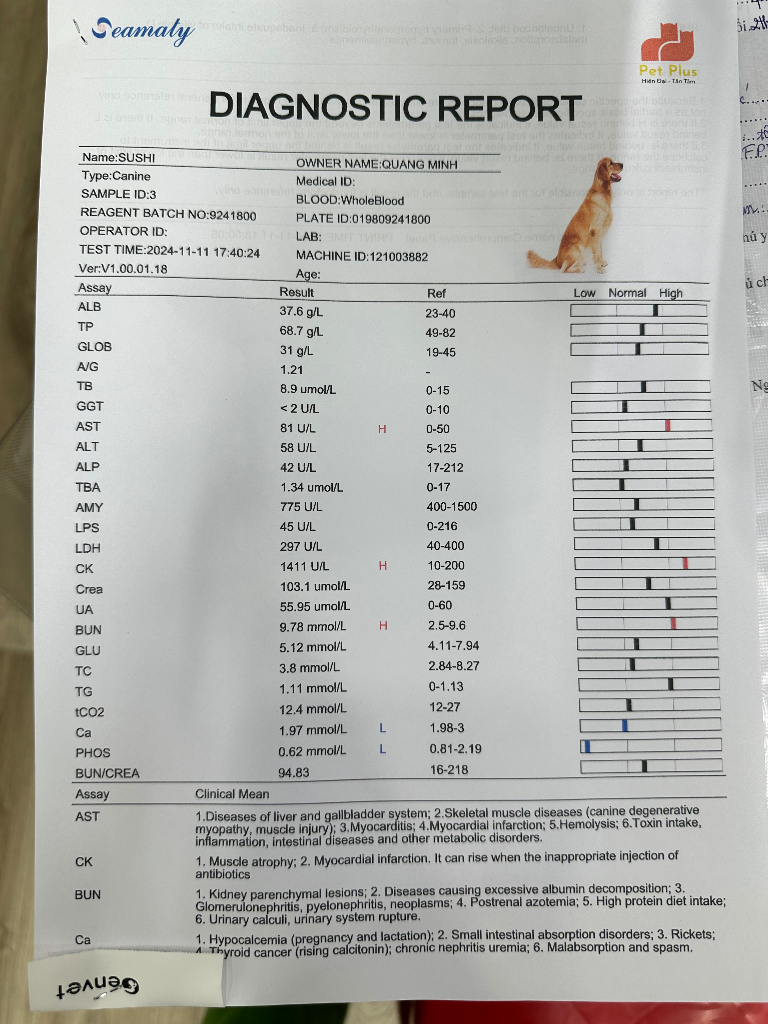 Seamaty
Pet Plus
Hiện Đại - Tận Tâm
DIAGNOSTIC REPORT
Name:SUSHI OWNER NAME:QUANG MINH
Type:Canine Medical ID:
SAMPLE ID:3 BLOOD:WholeBlood
REAGENT BATCH NO:9241800 PLATE ID:019809241800
OPERATOR ID: LAB:
TEST TIME:2024-11-11 17:40:24 MACHINE ID:121003882
Ver:V1.00.01.18 Age:
Assay Result Ref Low Normal High
ALB 37.6 g/L 23-40
TP 68.7 g/L 49-82
GLOB 31 g/L 19-45
A/G 1.21 -
TB 8.9 umol/L 0-15
GGT < 2 U/L 0-10
AST 81 U/L H 0-50
ALT 58 U/L 5-125
ALP 42 U/L 17-212
TBA 1.34 umol/L 0-17
AMY 775 U/L 400-1500
LPS 45 U/L 0-216
LDH 297 U/L 40-400
CK 1411 U/L H 10-200
Crea 103.1 umol/L 28-159
UA 55.95 umol/L 0-60
BUN 9.78 mmol/L H 2.5-9.6
GLU 5.12 mmol/L 4.11-7.94
TC 3.8 mmol/L 2.84-8.27
TG 1.11 mmol/L 0-1.13
tCO2 12.4 mmol/L 12-27
Ca 1.97 mmol/L L 1.98-3
PHOS 0.62 mmol/L L 0.81-2.19
BUN/CREA 94.83 16-218
Assay Clinical Mean
AST 1.Diseases of liver and gallbladder system; 2.Skeletal muscle diseases (canine degenerative
myopathy, muscle injury); 3.Myocarditis; 4.Myocardial infarction; 5.Hemolysis; 6.Toxin intake,
inflammation, intestinal diseases and other metabolic disorders.
CK 1. Muscle atrophy; 2. Myocardial infarction. It can rise when the inappropriate injection of
antibiotics
BUN 1. Kidney parenchymal lesions; 2. Diseases causing excessive albumin decomposition; 3.
Glomerulonephritis, pyelonephritis, neoplasms; 4. Postrenal azotemia; 5. High protein diet intake;
6. Urinary calculi, urinary system rupture.
Ca 1. Hypocalcemia (pregnancy and lactation); 2. Small intestinal absorption disorders; 3. Rickets;
4. Thyroid cancer (rising calcitonin); chronic nephritis uremia; 6. Malabsorption and spasm.
Genvet